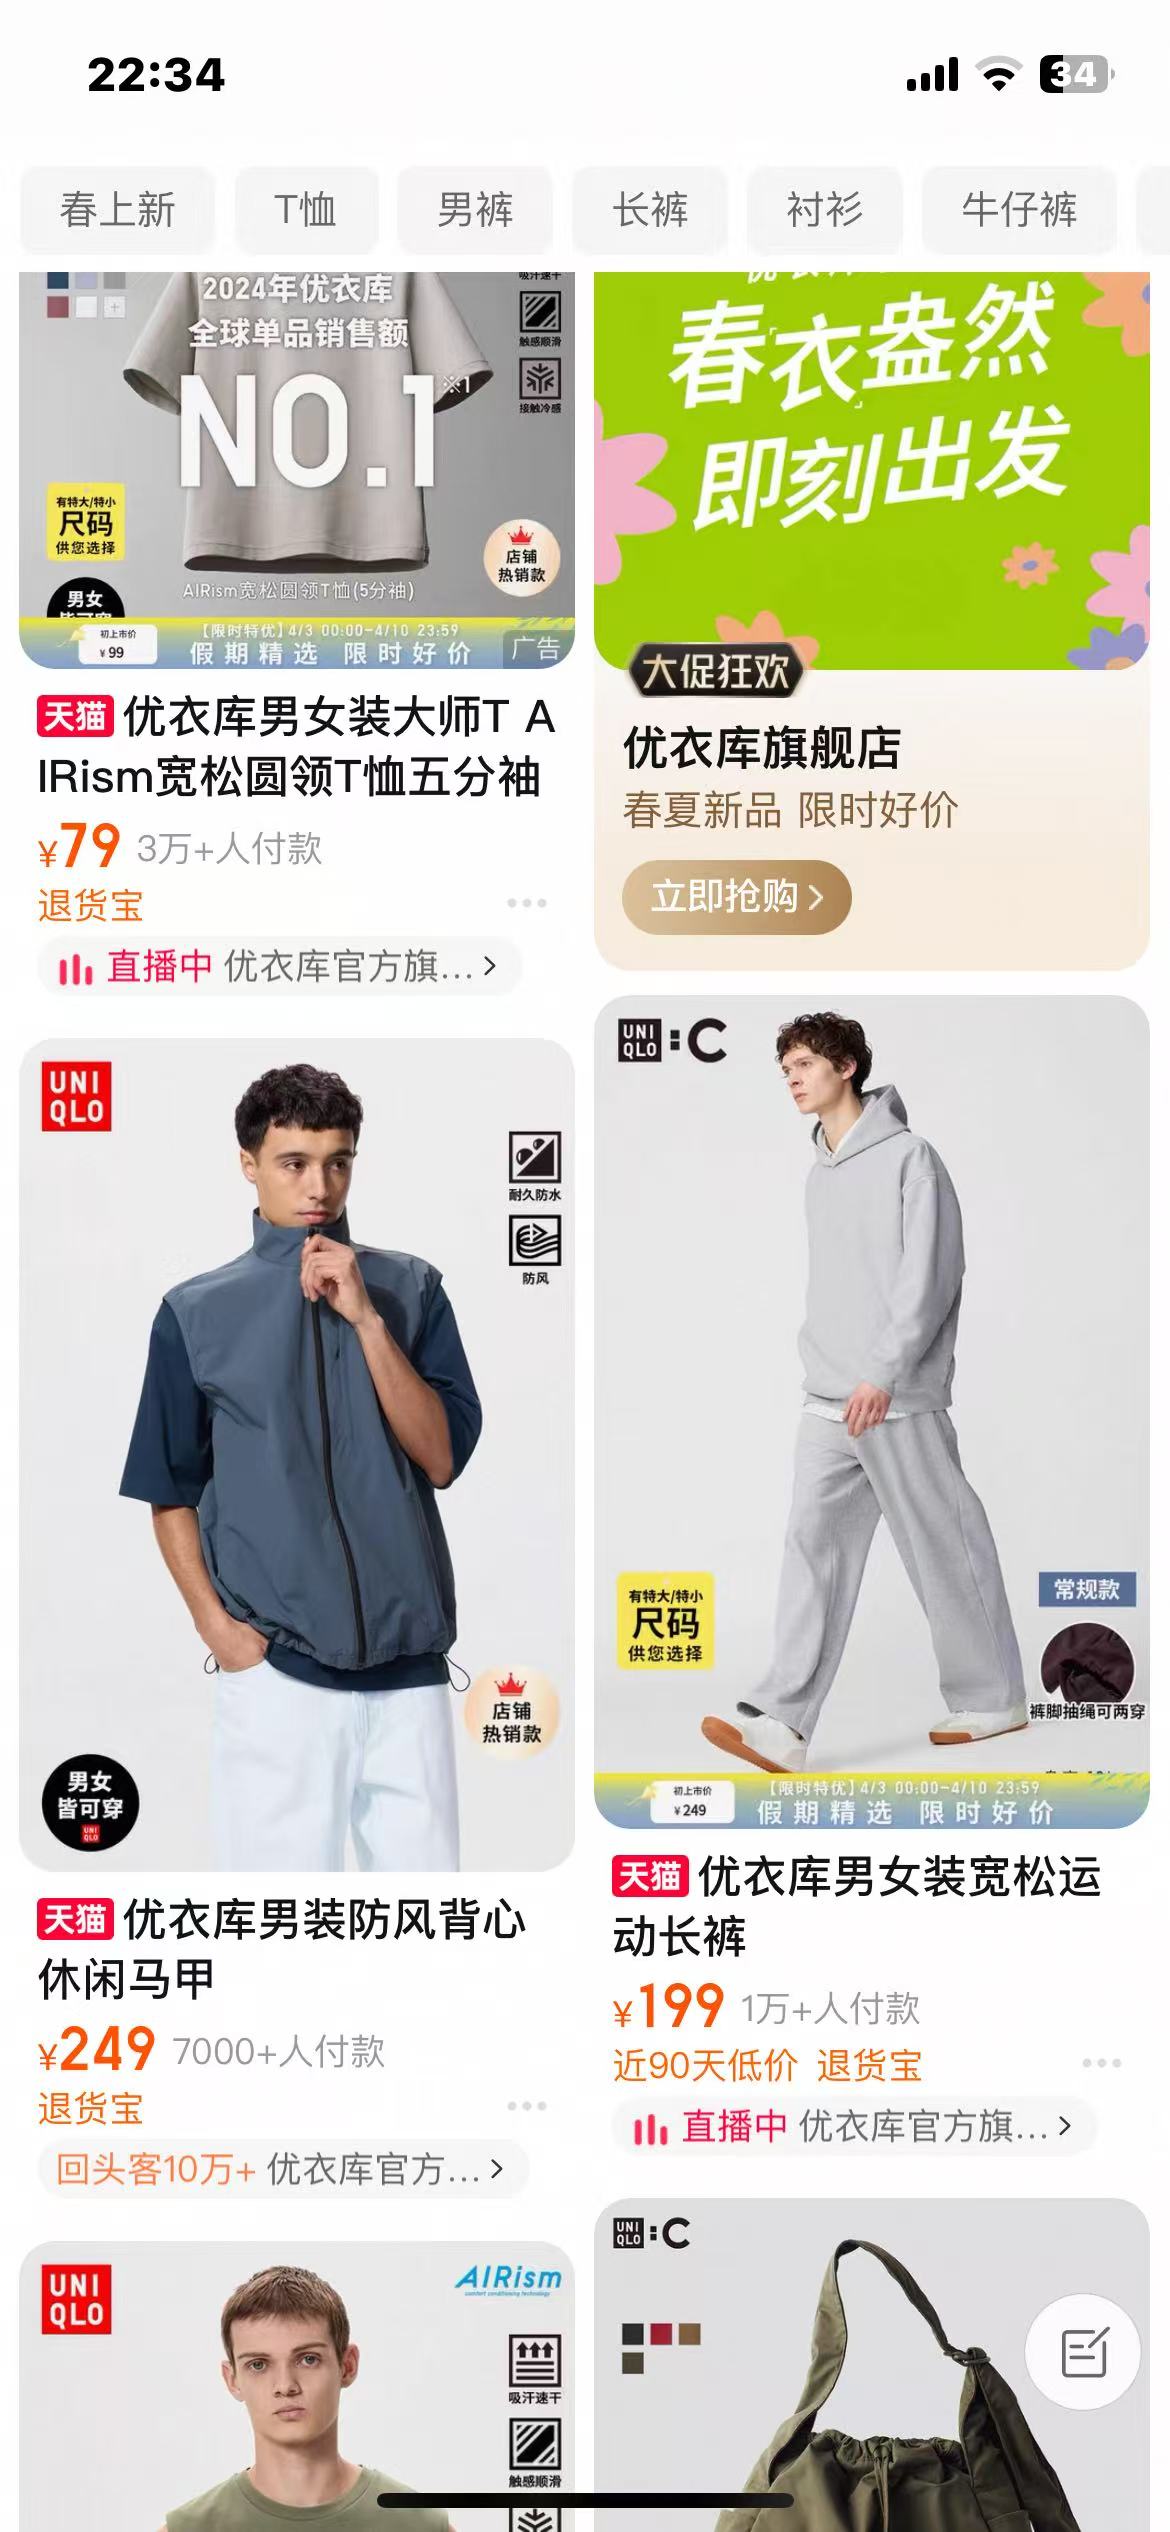 22:34
34
春上新
T恤
男裤
长裤
衬衫
牛仔裤
2024年优衣库
全球单品销售额
NO.1
※1
吸汗速干
触感顺滑
接触冷感
有特大/特小
尺码
供您选择
店铺
热销款
男女
皆可穿
AIRism宽松圆领T恤(5分袖)
初上市价
¥99
【限时特优】4/3 00:00-4/10 23:59
假期精选 限时好价
广告
天猫 优衣库男女装大师T A
IRism宽松圆领T恤五分袖
¥79 3万+人付款
退货宝
直播中 优衣库官方旗... >
春衣盎然
即刻出发
大促狂欢
优衣库旗舰店
春夏新品 限时好价
立即抢购 >
UNI
QLO
耐久防水
防风
店铺
热销款
男女
皆可穿
UNI
QLO
天猫 优衣库男装防风背心
休闲马甲
¥249 7000+人付款
退货宝
回头客10万+ 优衣库官方... >
UNI
QLO : C
有特大/特小
尺码
供您选择
常规款
裤脚抽绳可两穿
初上市价
¥249
【限时特优】4/3 00:00-4/10 23:59
假期精选 限时好价
天猫 优衣库男女装宽松运
动长裤
¥199 1万+人付款
近90天低价 退货宝
直播中 优衣库官方旗... >
UNI
QLO
AIRism
comfort conditioning technology
吸汗速干
触感顺滑
UNI
QLO : C